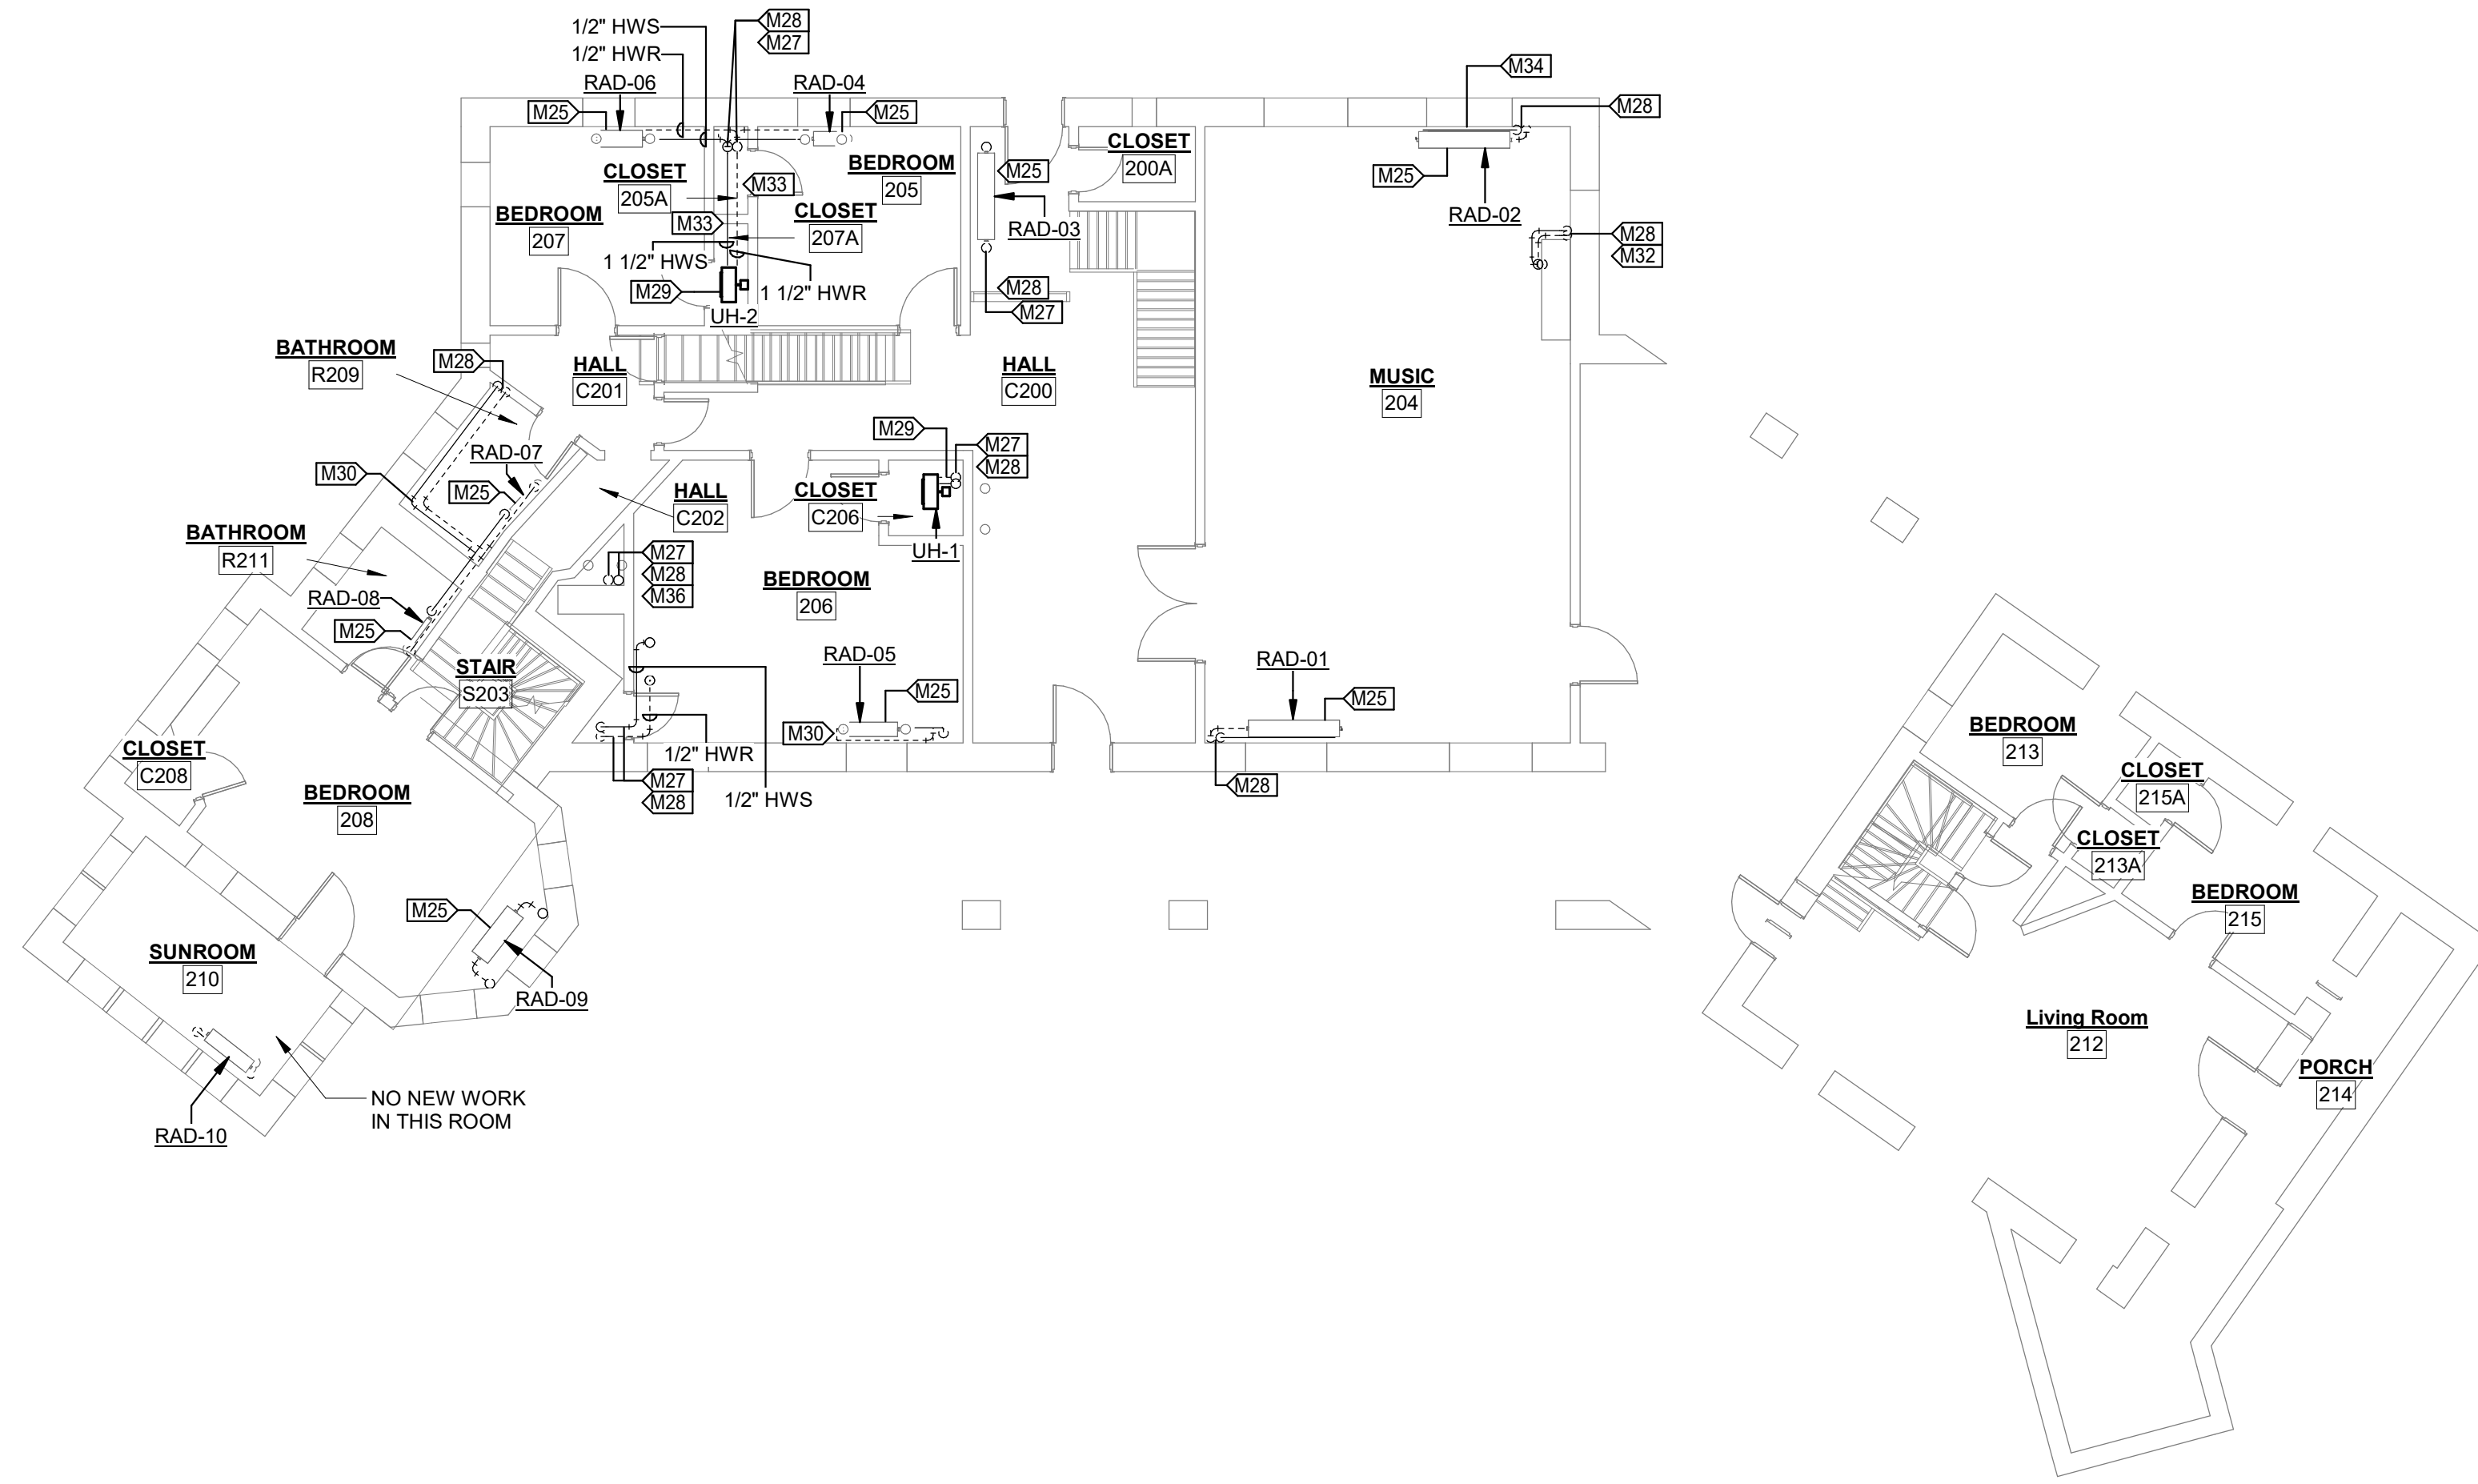 1/2" HWS
1/2" HWR
M28
M27
RAD-06
RAD-04
M25
M25
M34
M28
M25
RAD-02
CLOSET
200A
M25
RAD-03
CLOSET
205A
BEDROOM
205
M33
BEDROOM
207
M33
CLOSET
207A
1 1/2" HWS
M29
1 1/2" HWR
UH-2
M28
M27
M28
M32
BATHROOM
R209
M28
HALL
C201
HALL
C200
MUSIC
204
M29
M27
M28
RAD-07
M30
M25
HALL
C202
CLOSET
C206
UH-1
BATHROOM
R211
M27
M28
M36
BEDROOM
206
RAD-08
M25
STAIR
S203
RAD-05
M25
M30
RAD-01
M25
M28
1/2" HWR
M27
M28
1/2" HWS
CLOSET
C208
BEDROOM
208
M25
SUNROOM
210
RAD-09
NO NEW WORK
IN THIS ROOM
RAD-10
BEDROOM
213
CLOSET
215A
CLOSET
213A
BEDROOM
215
Living Room
212
PORCH
214